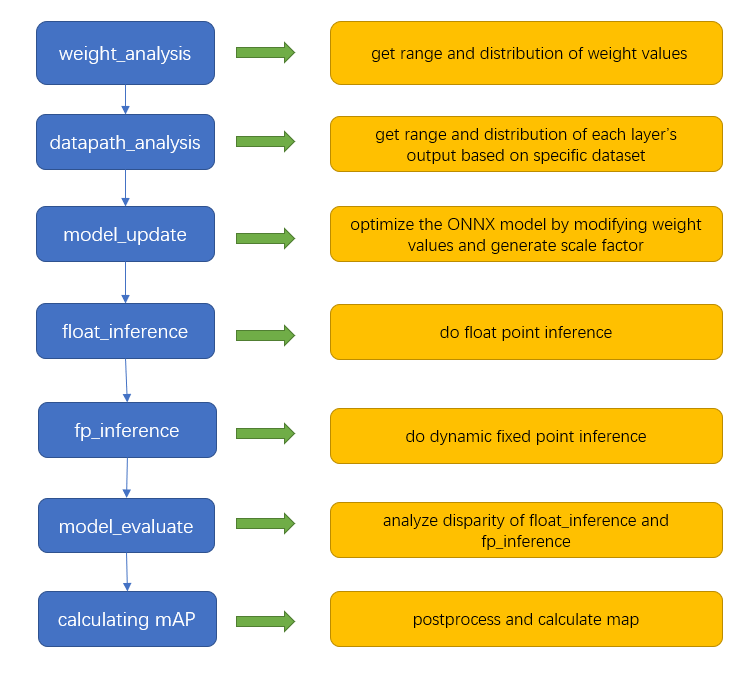 weight_analysis
get range and distribution of weight values
datapath_analysis
get range and distribution of each layer's
output based on specific dataset
model_update
optimize the ONNX model by modifying weight
values and generate scale factor
float_inference
do float point inference
fp_inference
do dynamic fixed point inference
model_evaluate
analyze disparity of float_inference and
fp_inference
calculating mAP
postprocess and calculate map